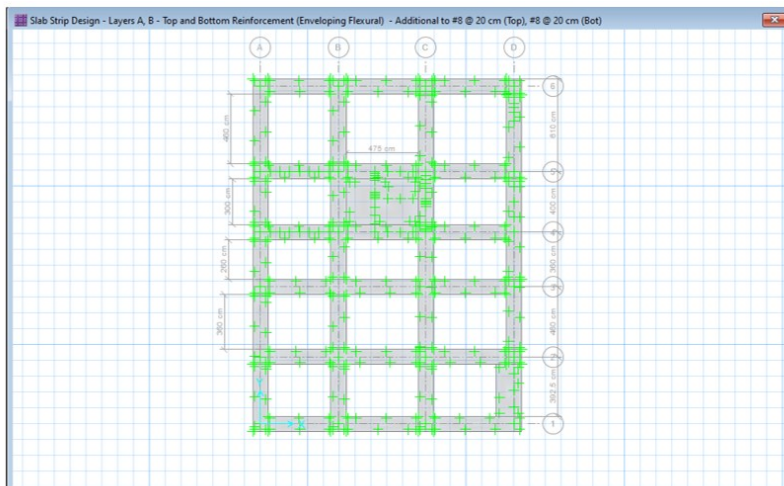 Slab Strip Design - Layers A, B - Top and Bottom Reinforcement (Enveloping Flexural) - Additional to #8 @ 20 cm (Top), #8 @ 20 cm (Bot)
A B C D
6
400 cm
610 cm
475 cm
5
300 cm
400 cm
4
260 cm
360 cm
3
360 cm
460 cm
2
392.5 cm
1
X